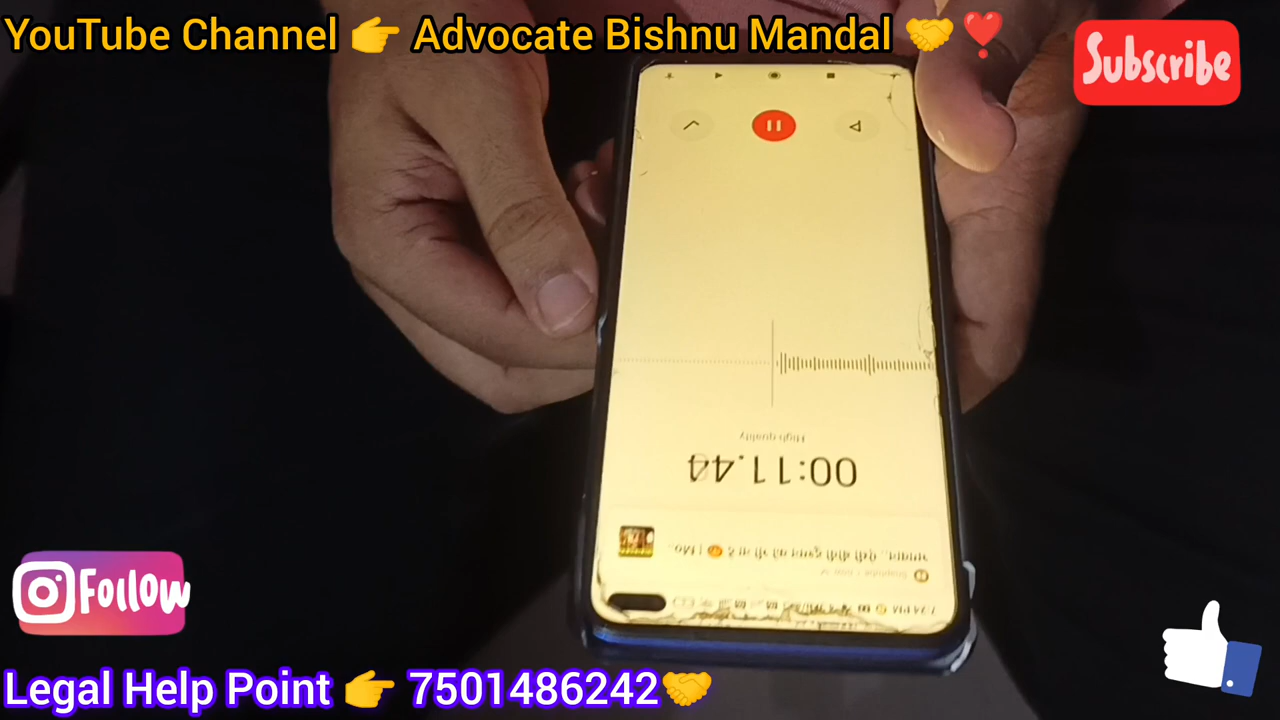 YouTube Channel 👉 Advocate Bishnu Mandal 🤝❣️
Subscribe
High quality
00:11.44
Follow
Legal Help Point 👉 7501486242🤝